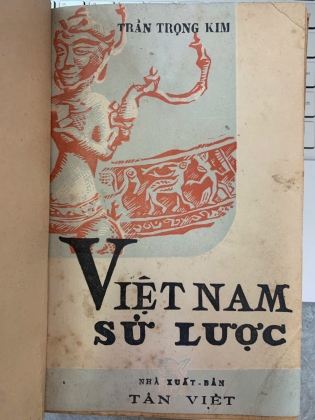 TRẦN TRỌNG KIM
VIỆT NAM
SỬ LƯỢC
NHÀ XUẤT-BẢN
TÂN VIỆT